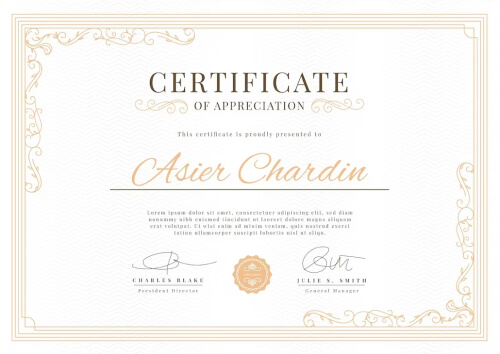 CERTIFICATE
OF APPRECIATION
This certificate is proudly presented to
Asier Chardin
Lorem ipsum dolor sit amet, consectetuer adipiscing elit, sed diam
nonummy nibh euismod tincidunt ut laoreet dolore magna aliquam
erat volutpat. Ut wisi enim ad minim veniam, quis nostrud exerci
tation ullamcorper suscipit lobortis nisl ut aliqu.
CHARLES BLAKE
President Director
JULIE S. SMITH
General Manager